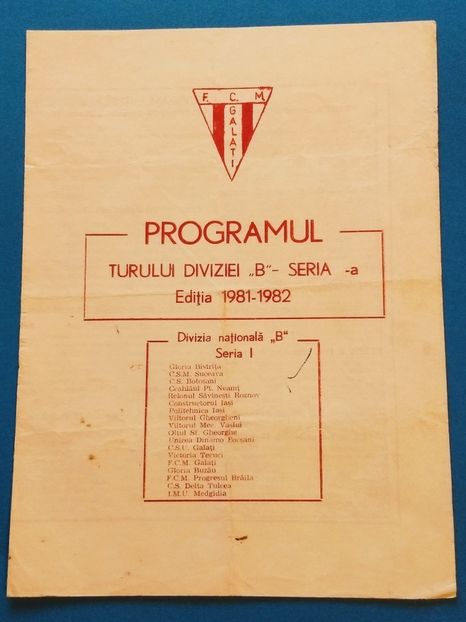 F. C. M.
GALATI
PROGRAMUL
TURULUI DIVIZIEI „B"- SERIA -a
Ediția 1981-1982
Divizia națională „B"
Seria I
Gloria Bistrița
C.S.M. Suceava
C.S. Botoșani
Ceahlăul Pt. Neamț
Relonul Săvinești Roznov
Constructorul Iași
Politehnica Iași
Viitorul Gheorgheni
Viitorul Mec. Vaslui
Oltul Sf. Gheorghe
Unirea Dinamo Focșani
C.S.U. Galați
Victoria Tecuci
F.C.M. Galați
Gloria Buzău
F.C.M. Progresul Brăila
C.S. Delta Tulcea
I.M.U. Medgidia